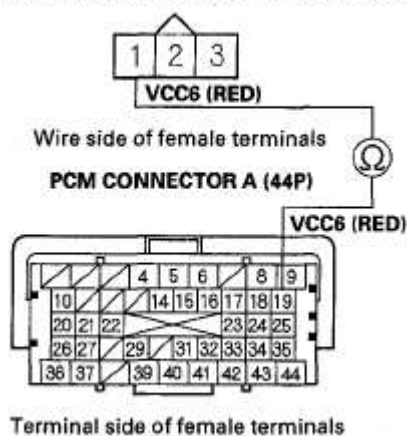 1 2 3
VCC6 (RED)
Wire side of female terminals
Ω
PCM CONNECTOR A (44P)
VCC6 (RED)
4 5 6 8 9
10 14 15 16 17 18 19
20 21 22 23 24 25
26 27 29 31 32 33 34 35
36 37 39 40 41 42 43 44
Terminal side of female terminals